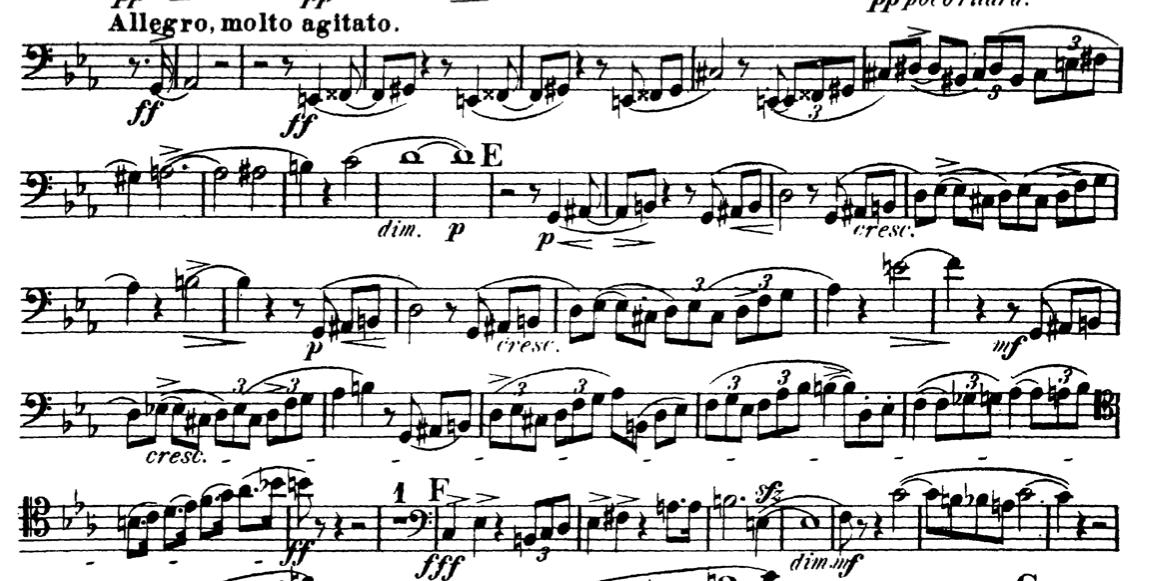 pp pp pp poco ritard.
Allegro, molto agitato.
ff ff 3 3 3
E
dim. p p cresc.
3 3
p cresc. mf
3 3 3 3 3 3 3 3
cresc.
1 F sfz
ff fff 3 dim. mf